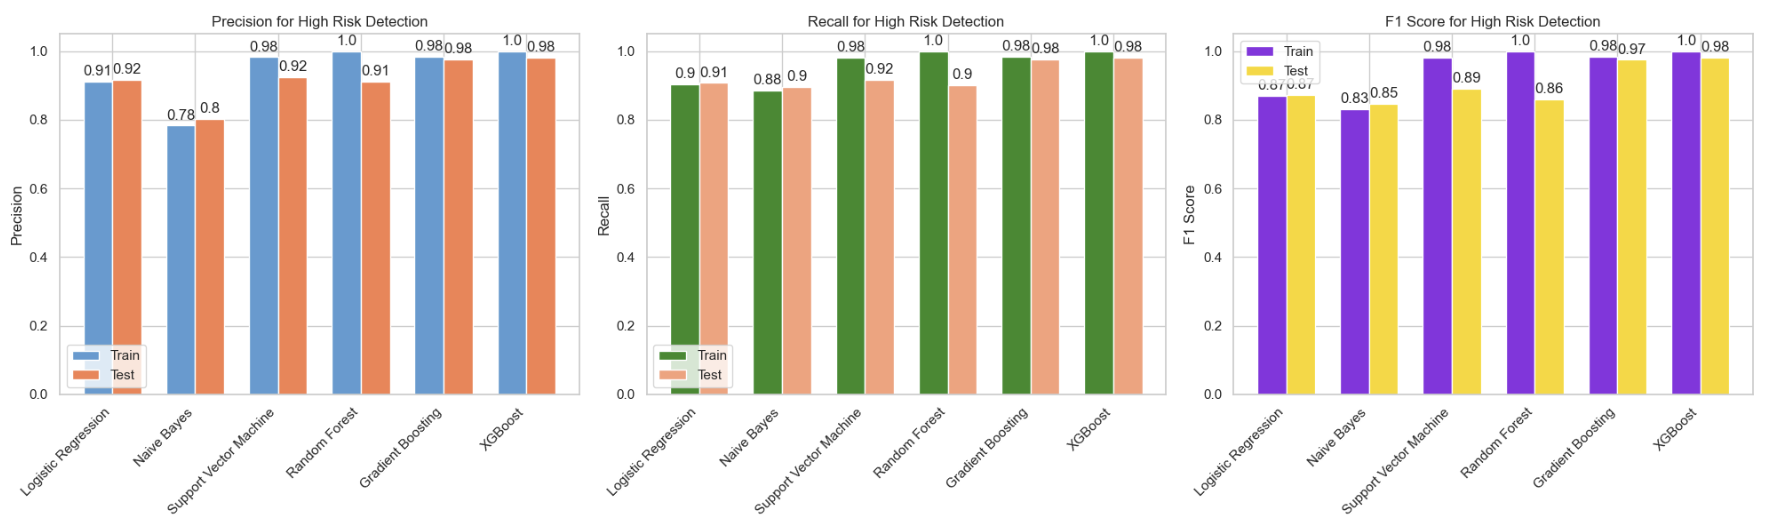 Precision for High Risk Detection
Precision
1.0
0.8
0.6
0.4
0.2
0.0
0.91 0.92
0.78 0.8
0.98 0.92
1.0 0.91
0.98 0.98
1.0 0.98
Train
Test
Logistic Regression
Naive Bayes
Support Vector Machine
Random Forest
Gradient Boosting
XGBoost
Recall for High Risk Detection
Recall
1.0
0.8
0.6
0.4
0.2
0.0
0.9 0.91
0.88 0.9
0.98 0.92
1.0 0.9
0.98 0.98
1.0 0.98
Train
Test
Logistic Regression
Naive Bayes
Support Vector Machine
Random Forest
Gradient Boosting
XGBoost
F1 Score for High Risk Detection
F1 Score
1.0
0.8
0.6
0.4
0.2
0.0
Train
Test
0.87 0.87
0.83 0.85
0.98 0.89
1.0 0.86
0.98 0.97
1.0 0.98
Logistic Regression
Naive Bayes
Support Vector Machine
Random Forest
Gradient Boosting
XGBoost